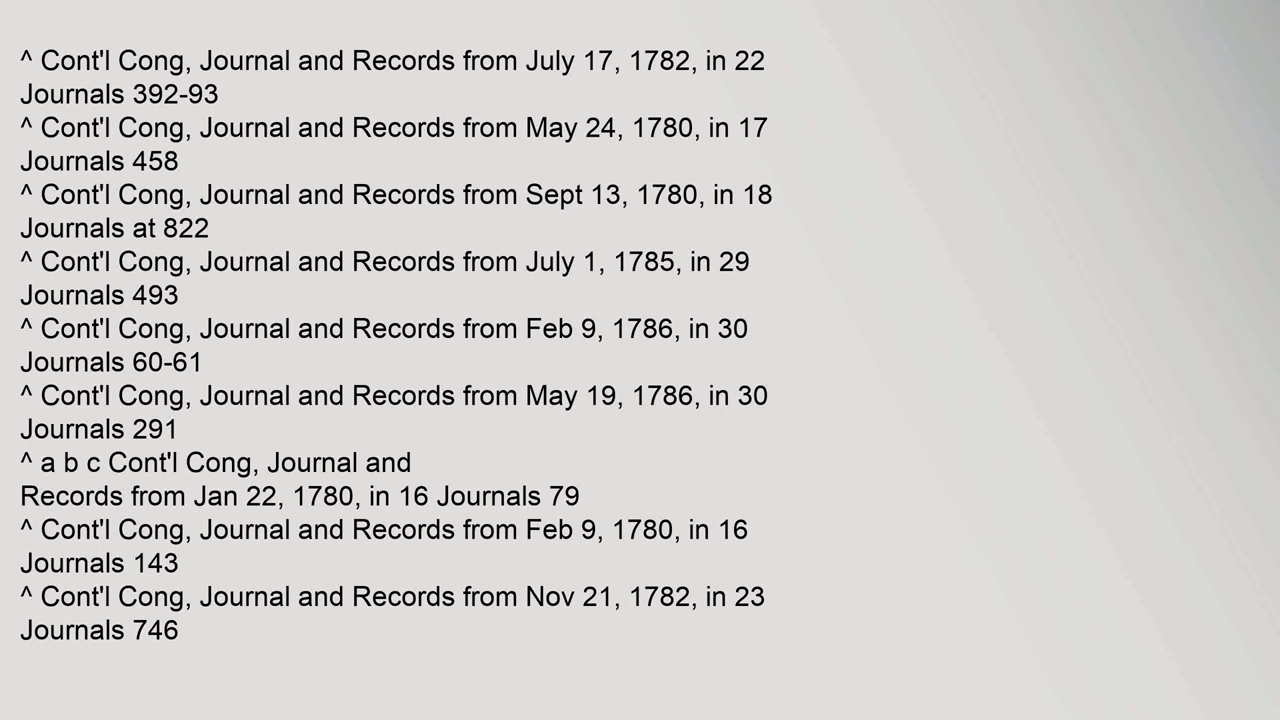 ^ Cont'l Cong, Journal and Records from July 17, 1782, in 22
Journals 392-93
^ Cont'l Cong, Journal and Records from May 24, 1780, in 17
Journals 458
^ Cont'l Cong, Journal and Records from Sept 13, 1780, in 18
Journals at 822
^ Cont'l Cong, Journal and Records from July 1, 1785, in 29
Journals 493
^ Cont'l Cong, Journal and Records from Feb 9, 1786, in 30
Journals 60-61
^ Cont'l Cong, Journal and Records from May 19, 1786, in 30
Journals 291
^ a b c Cont'l Cong, Journal and
Records from Jan 22, 1780, in 16 Journals 79
^ Cont'l Cong, Journal and Records from Feb 9, 1780, in 16
Journals 143
^ Cont'l Cong, Journal and Records from Nov 21, 1782, in 23
Journals 746